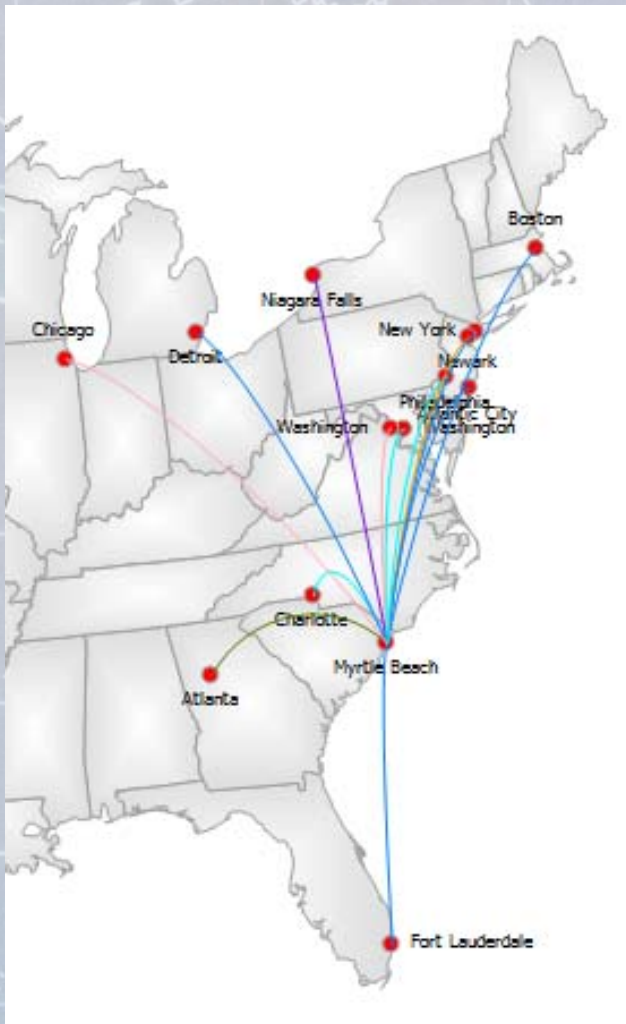 Boston
Niagara Falls
Chicago
New York
Detroit
Newark
Philadelphia
Atlantic City
Washington
Washington
Charlotte
Myrtle Beach
Atlanta
Fort Lauderdale